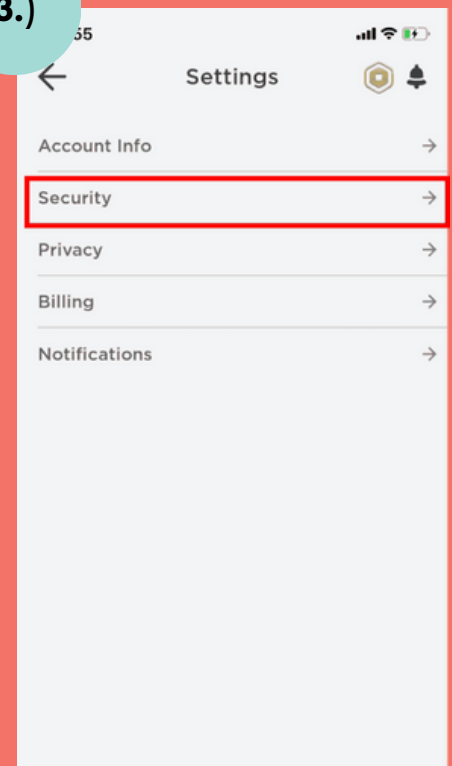 3.)
55
Settings
Account Info
Security
Privacy
Billing
Notifications